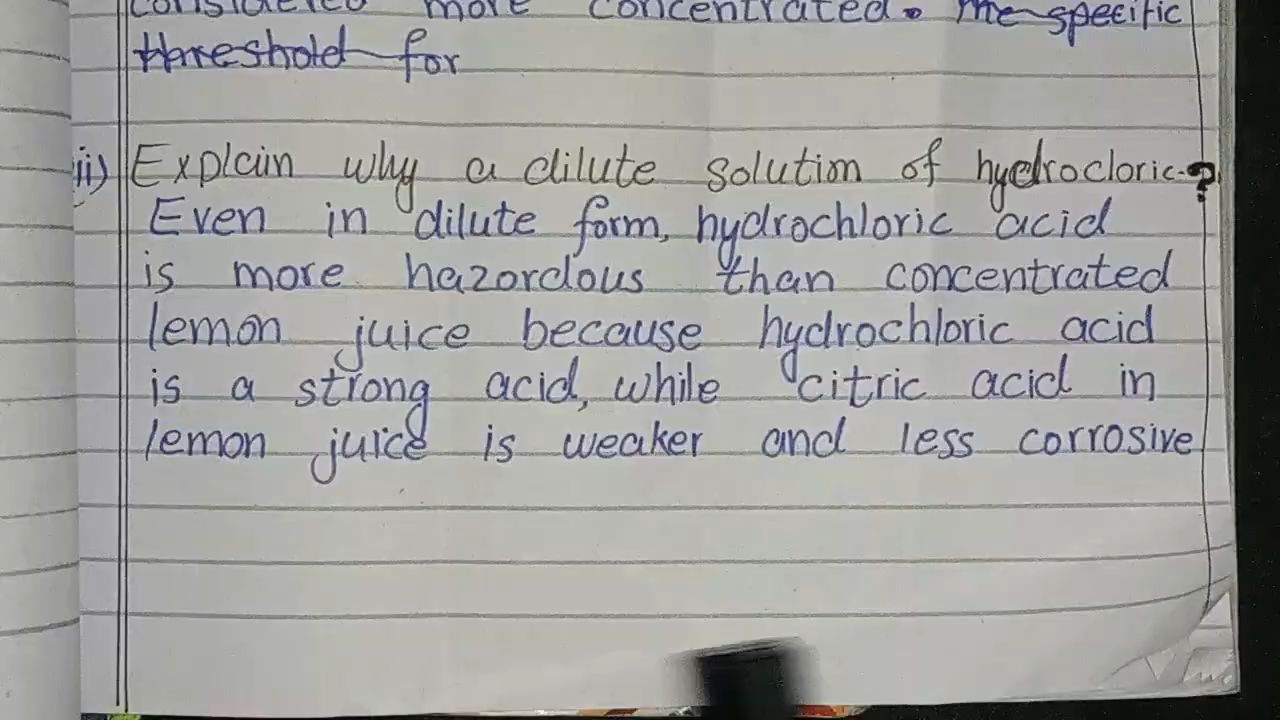 considered more concentrated. The specific
threshold for
ii) Explain why a dilute solution of hydrocloric-?
Even in dilute form, hydrochloric acid
is more hazordous than concentrated
lemon juice because hydrochloric acid
is a strong acid, while citric acid in
lemon juice is weaker and less corrosive